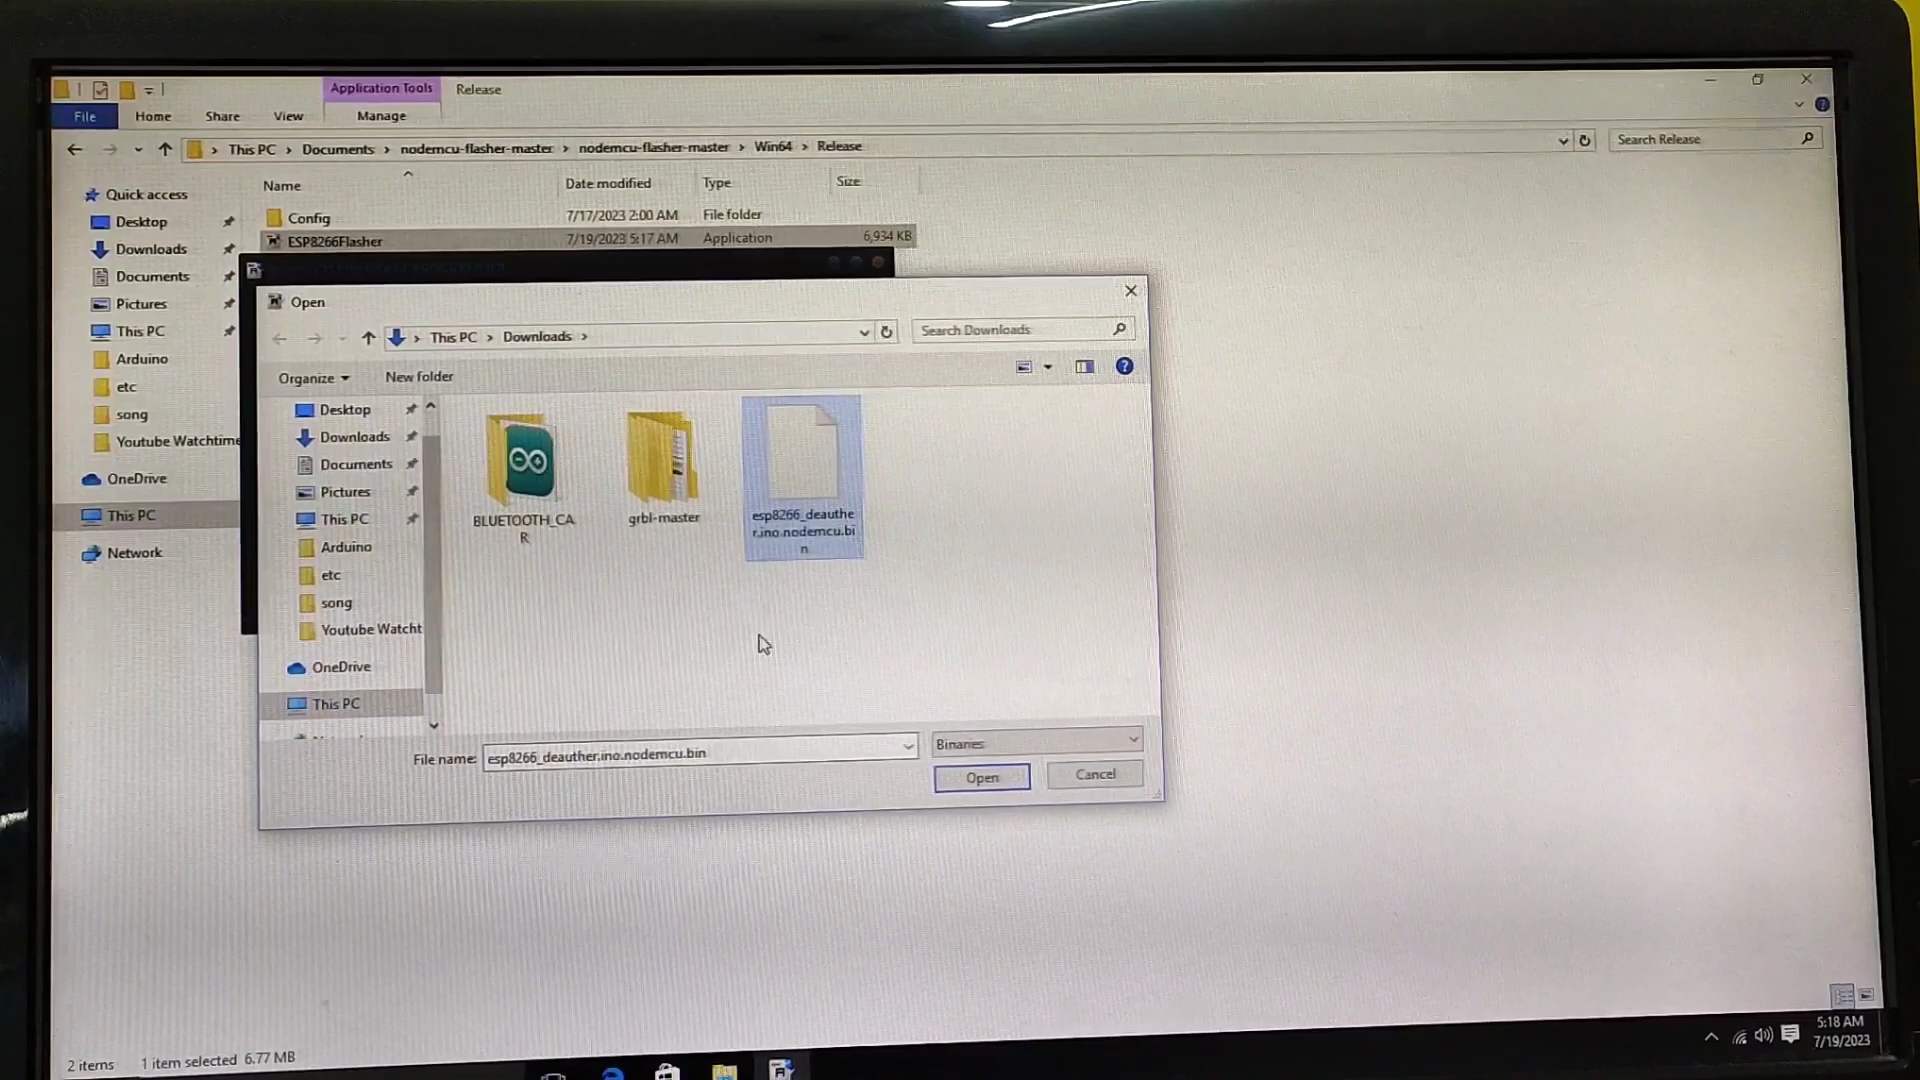 Application Tools
Release
File
Home
Share
View
Manage
This PC
Documents
nodemcu-flasher-master
nodemcu-flasher-master
Win64
Release
Search Release
Name
Date modified
Type
Size
Config
7/17/2023 2:00 AM
File folder
ESP8266Flasher
7/19/2023 5:17 AM
Application
6,934 KB
Quick access
Desktop
Downloads
Documents
Pictures
This PC
Arduino
etc
song
Youtube Watchtime
OneDrive
This PC
Network
Open
This PC
Downloads
Search Downloads
Organize
New folder
Desktop
Downloads
Documents
Pictures
This PC
Arduino
etc
song
Youtube Watcht
OneDrive
This PC
BLUETOOTH_CA
R
grbl-master
esp8266_deauthe
r.ino.nodemcu.bi
n
File name:
esp8266_deauther.ino.nodemcu.bin
Binaries
Open
Cancel
2 items
1 item selected 6.77 MB
5:18 AM
7/19/2023